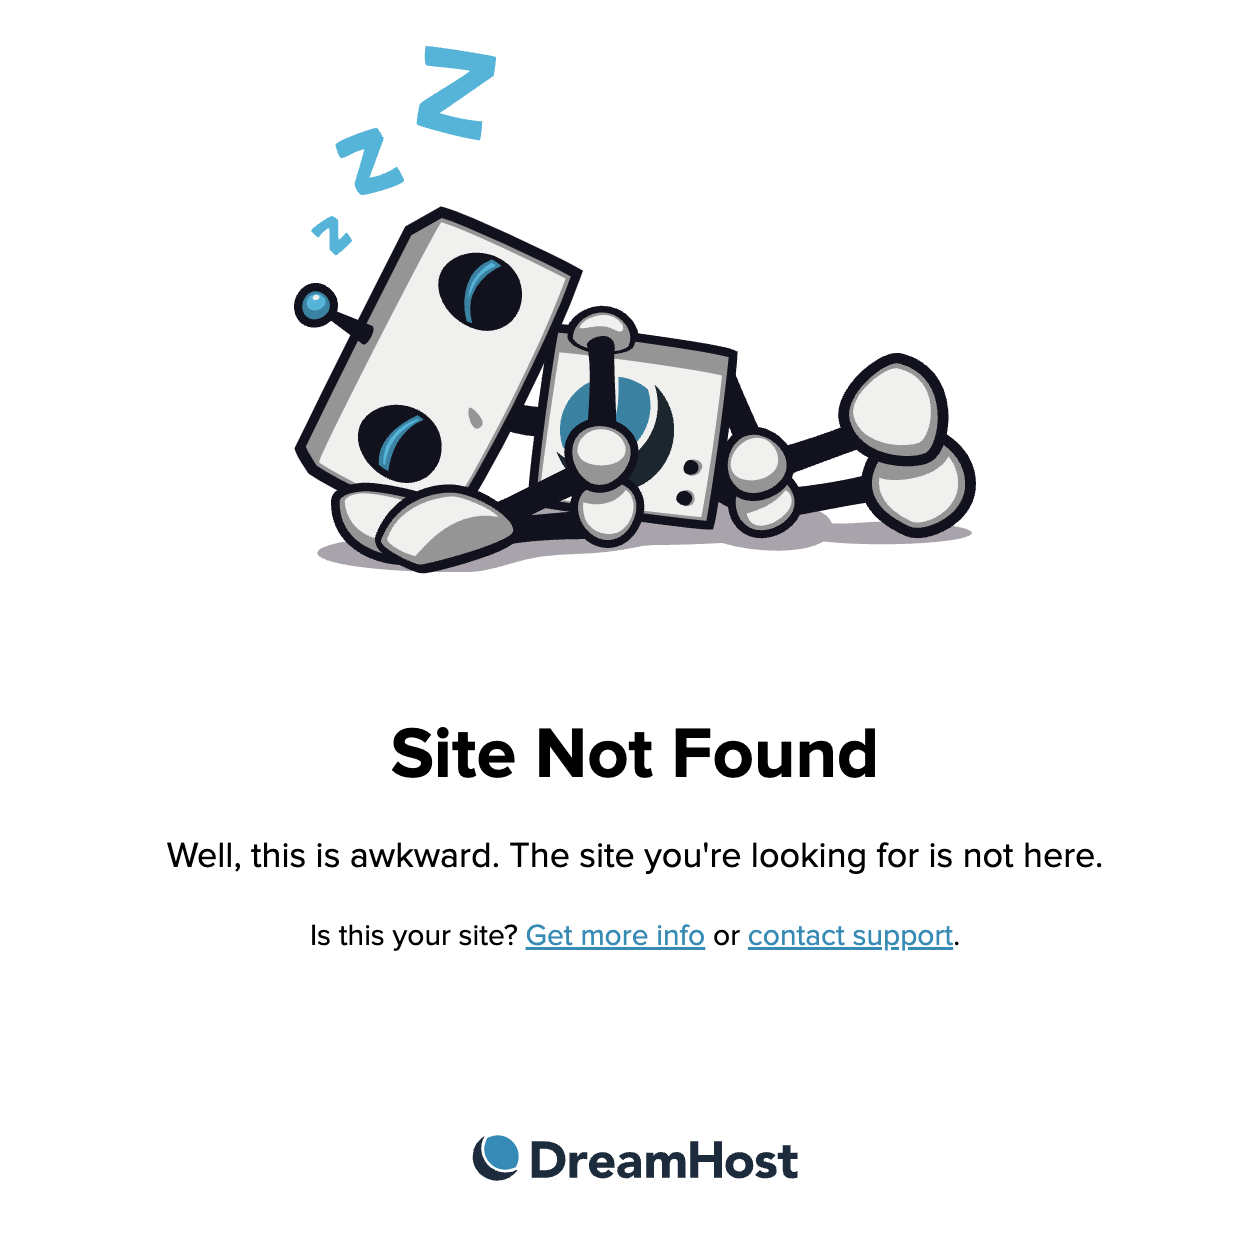 Z
Z
Z
Site Not Found
Well, this is awkward. The site you're looking for is not here.
Is this your site? Get more info or contact support.
DreamHost